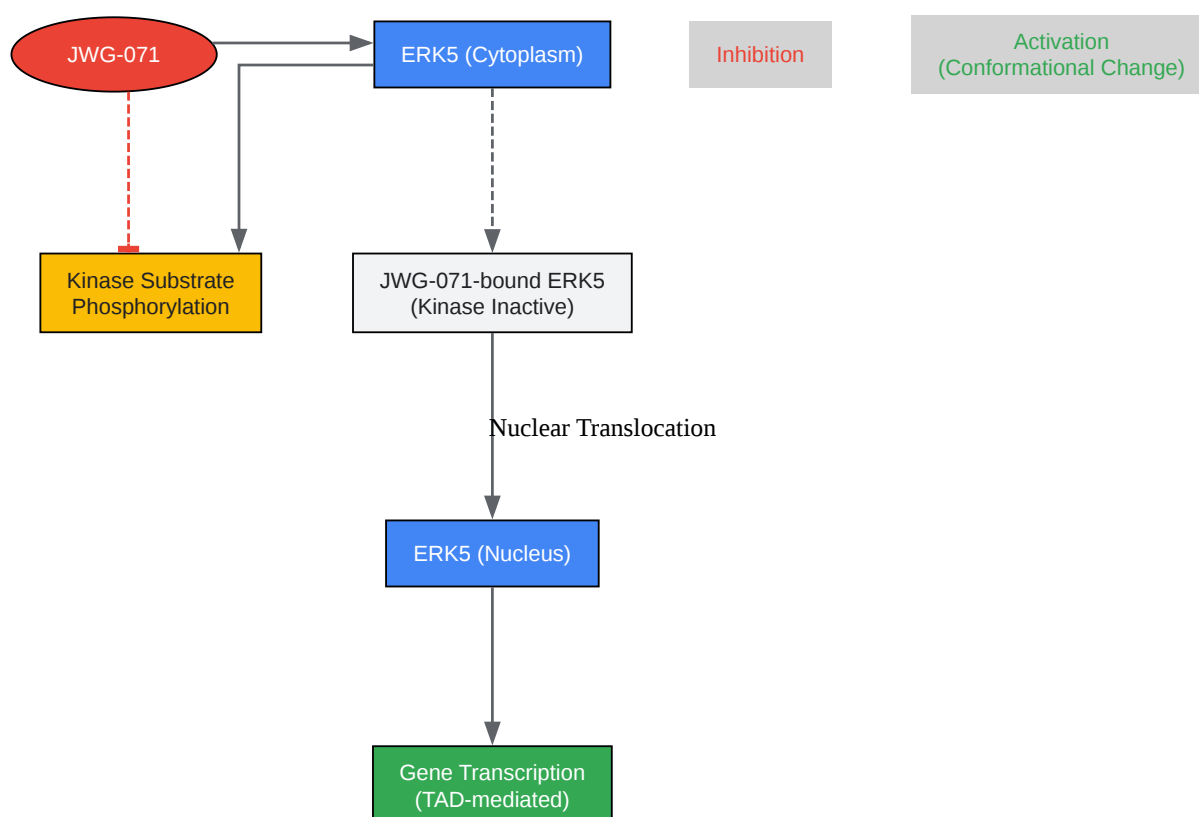 JWG-071
ERK5 (Cytoplasm)
Inhibition
Activation
(Conformational Change)
Kinase Substrate
Phosphorylation
JWG-071-bound ERK5
(Kinase Inactive)
Nuclear Translocation
ERK5 (Nucleus)
Gene Transcription
(TAD-mediated)